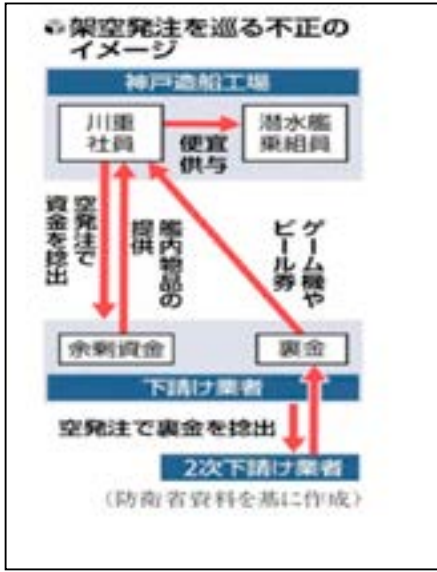 架空発注を巡る不正の
イメージ
神戸造船工場
川重
社員
潜水艦
乗組員
便宜
供与
空発注で
資金を捻出
艦内物品の
提供
ゲーム機や
ビール券
余剰資金
裏金
下請け業者
空発注で裏金を捻出
2次下請け業者
(防衛省資料を基に作成)